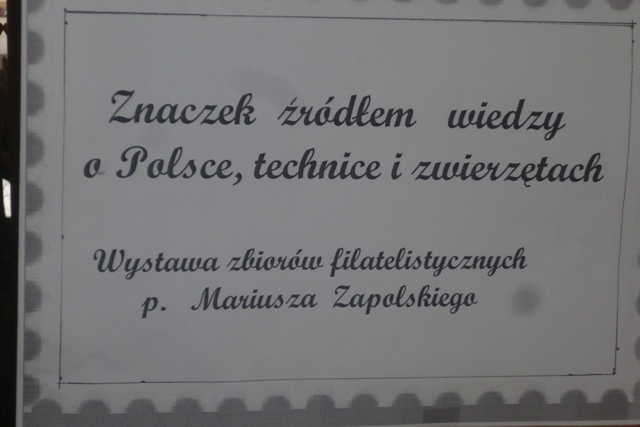 Znaczek źródłem wiedzy
o Polsce, technice i zwierzętach
Wystawa zbiorów filatelistycznych
p. Mariusza Zapolskiego